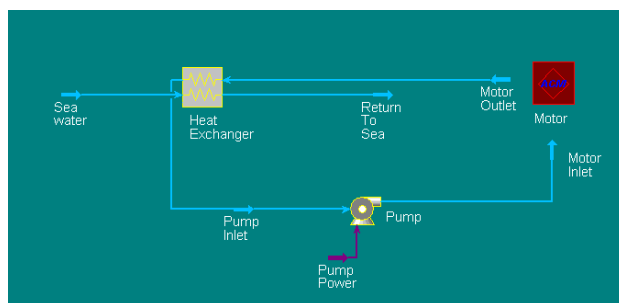 Sea
water
Heat
Exchanger
Return
To
Sea
Motor
Outlet
Motor
Motor
Inlet
Pump
Inlet
Pump
Pump
Power